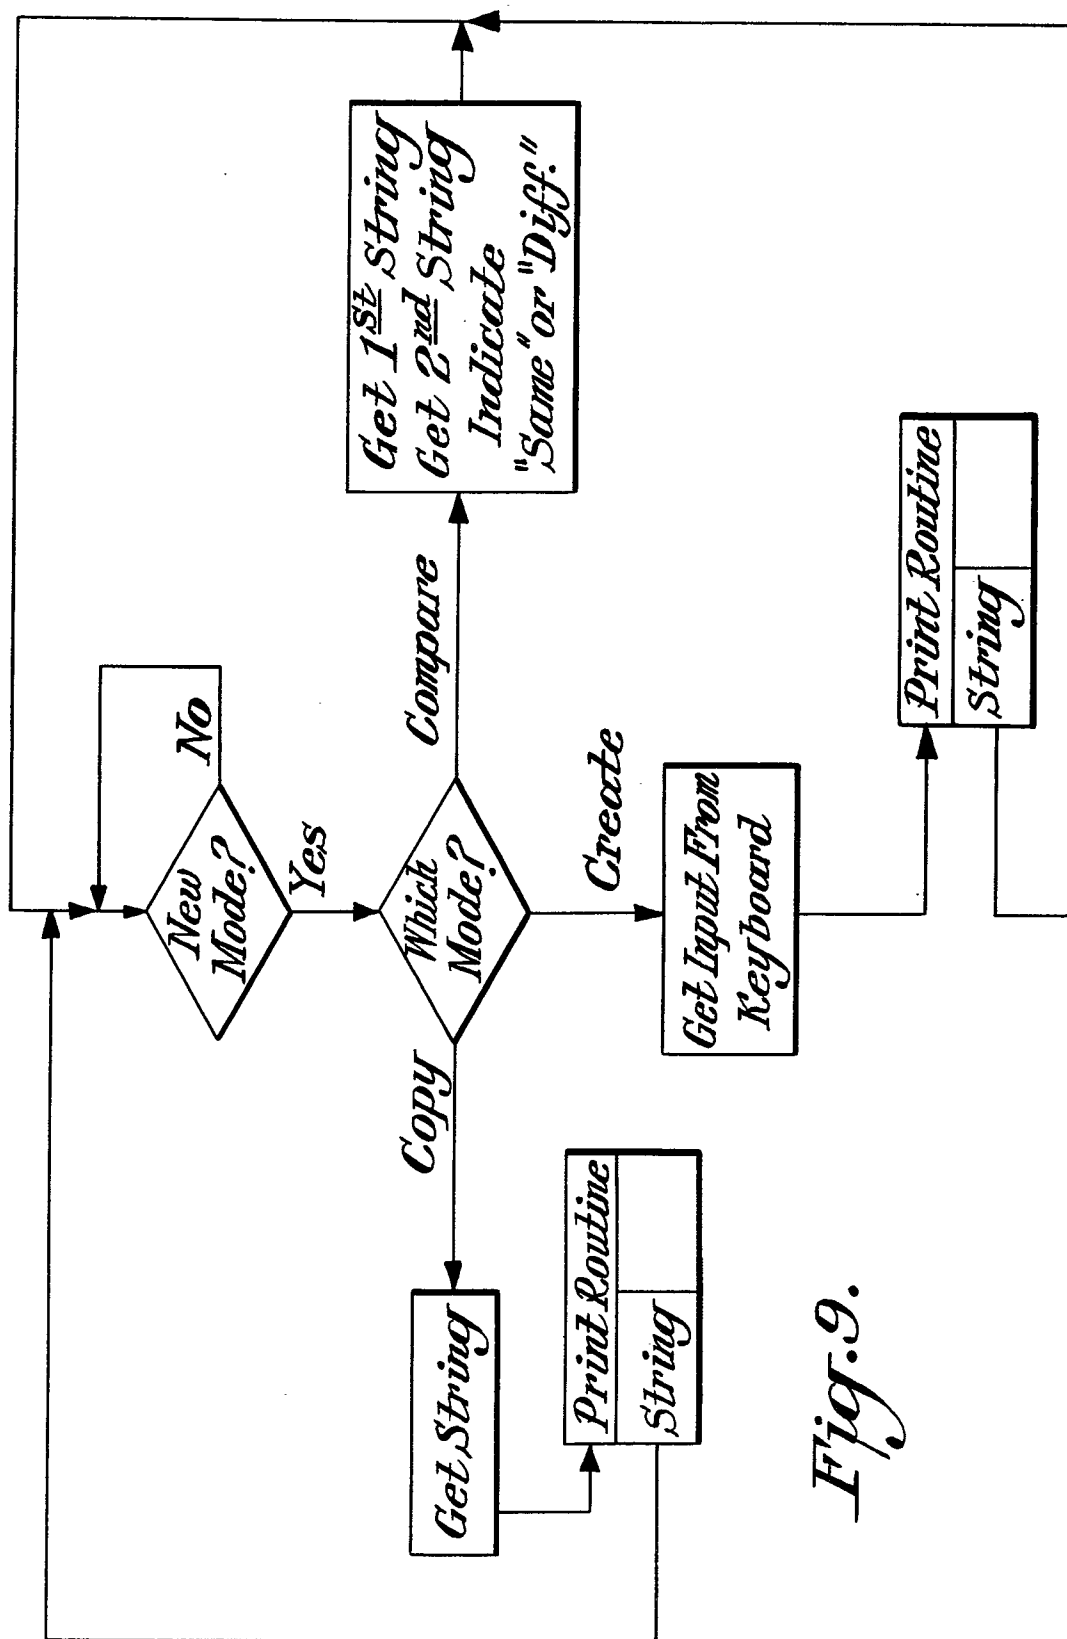 New
Mode?
No
Yes
Which
Mode?
Copy
Compare
Create
Get String
Print Routine
String
Get Input From
Keyboard
Print Routine
String
Get 1st String
Get 2nd String
Indicate
"Same" or "Diff."
Fig. 9.